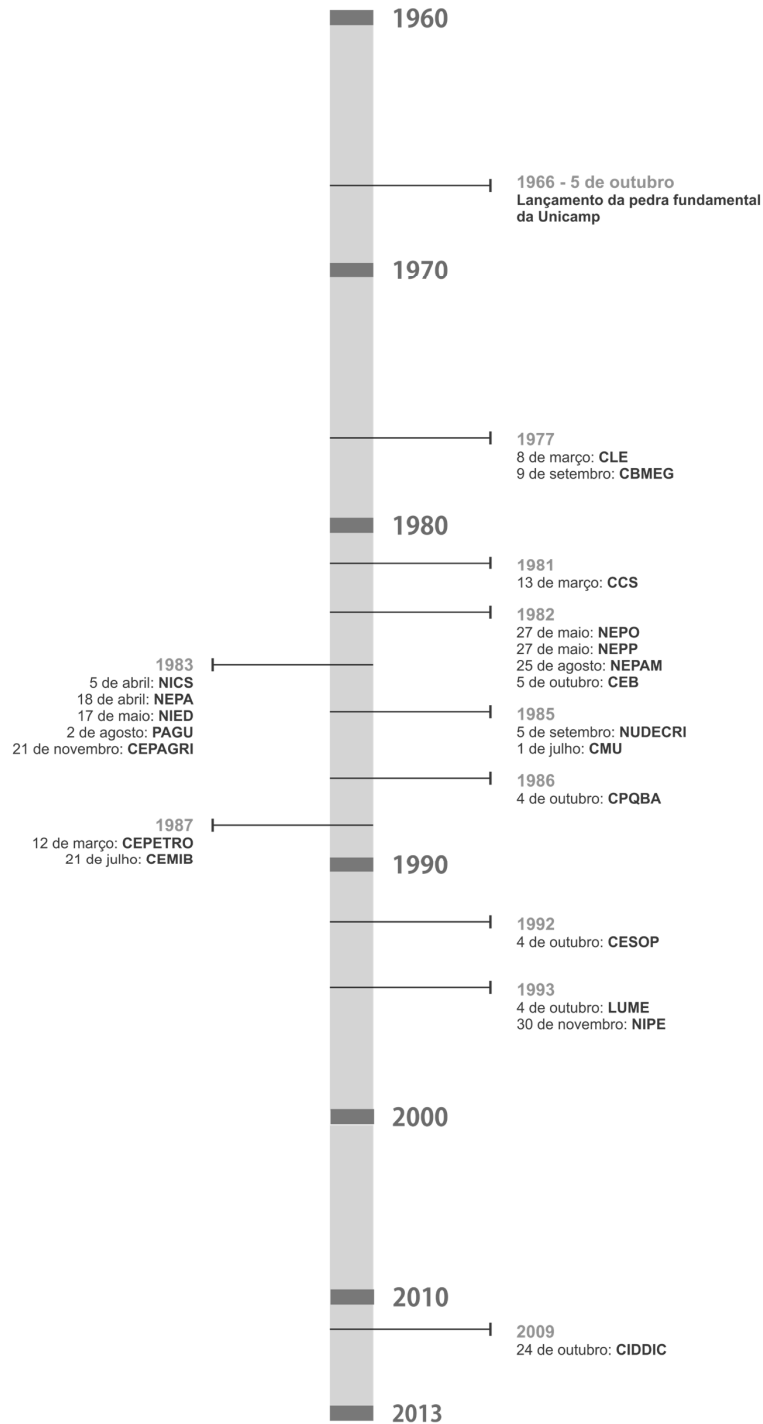 1960
1966 - 5 de outubro
Lançamento da pedra fundamental
da Unicamp
1970
1977
8 de março: CLE
9 de setembro: CBMEG
1980
1981
13 de março: CCS
1982
27 de maio: NEPO
27 de maio: NEPP
25 de agosto: NEPAM
5 de outubro: CEB
1983
5 de abril: NICS
18 de abril: NEPA
17 de maio: NIED
2 de agosto: PAGU
21 de novembro: CEPAGRI
1985
5 de setembro: NUDECRI
1 de julho: CMU
1986
4 de outubro: CPQBA
1987
12 de março: CEPETRO
21 de julho: CEMIB
1990
1992
4 de outubro: CESOP
1993
4 de outubro: LUME
30 de novembro: NIPE
2000
2010
2009
24 de outubro: CIDDIC
2013